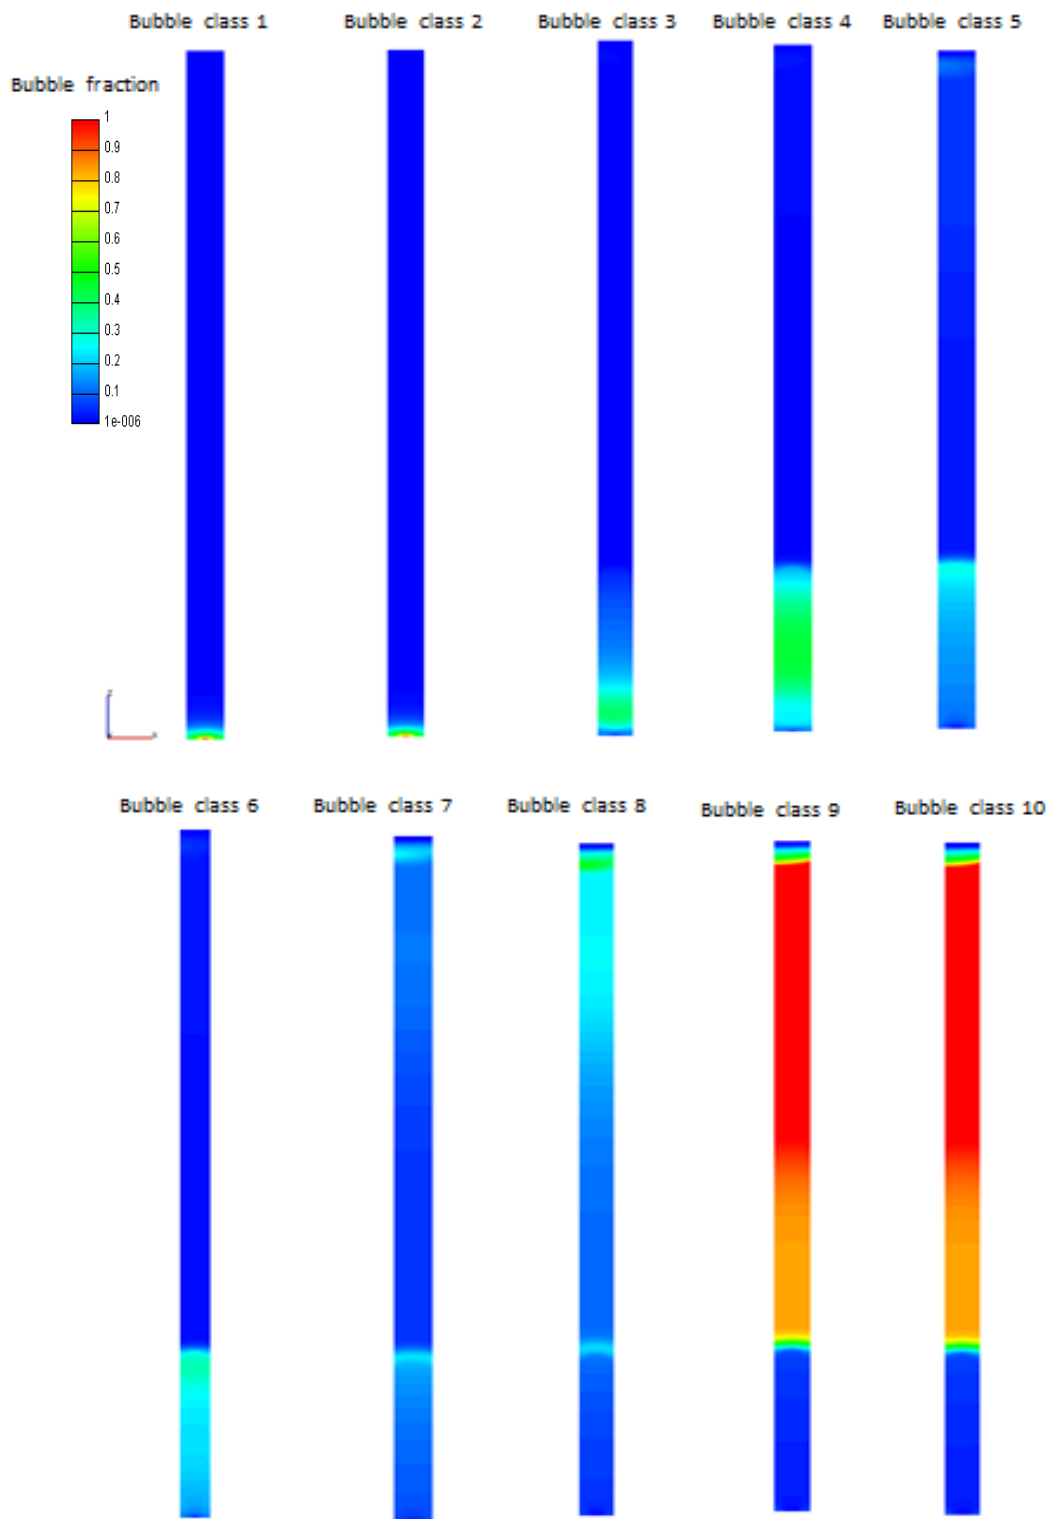 Bubble class 1
Bubble class 2
Bubble class 3
Bubble class 4
Bubble class 5
Bubble fraction
1
0.9
0.8
0.7
0.6
0.5
0.4
0.3
0.2
0.1
1e-006
Bubble class 6
Bubble class 7
Bubble class 8
Bubble class 9
Bubble class 10